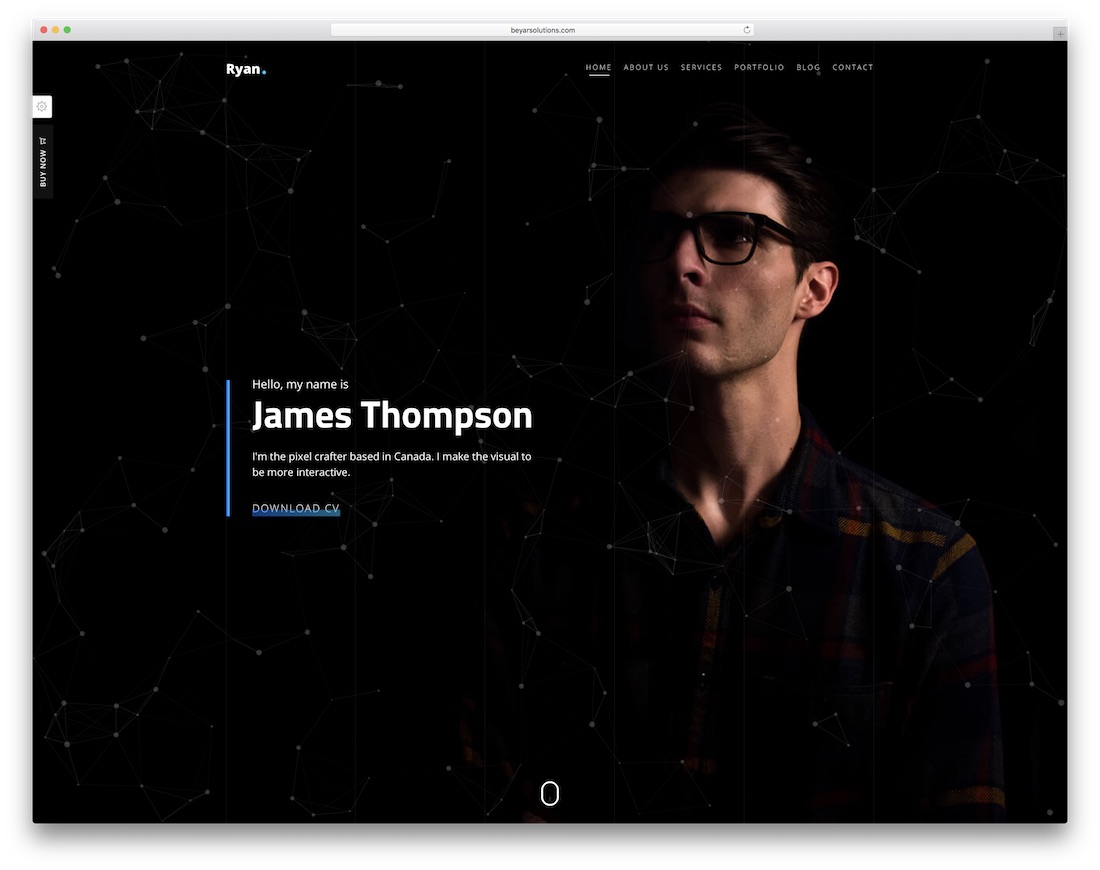 beyarsolutions.com
Ryan.
HOME ABOUT US SERVICES PORTFOLIO BLOG CONTACT
BUY NOW
Hello, my name is
James Thompson
I'm the pixel crafter based in Canada. I make the visual to
be more interactive.
DOWNLOAD CV